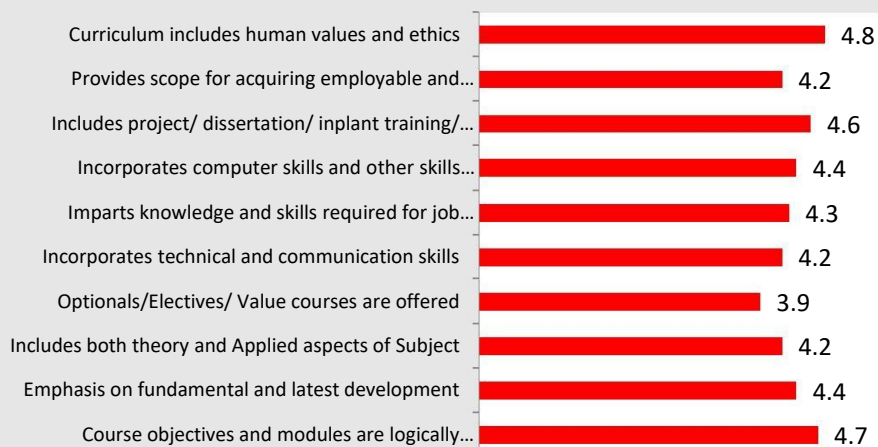 Curriculum includes human values and ethics 4.8
Provides scope for acquiring employable and... 4.2
Includes project/ dissertation/ inplant training/... 4.6
Incorporates computer skills and other skills... 4.4
Imparts knowledge and skills required for job... 4.3
Incorporates technical and communication skills 4.2
Optionals/Electives/ Value courses are offered 3.9
Includes both theory and Applied aspects of Subject 4.2
Emphasis on fundamental and latest development 4.4
Course objectives and modules are logically... 4.7